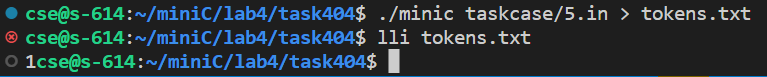 cse@s-614:~/miniC/lab4/task404$ ./minic taskcase/5.in > tokens.txt
cse@s-614:~/miniC/lab4/task404$ lli tokens.txt
1cse@s-614:~/miniC/lab4/task404$